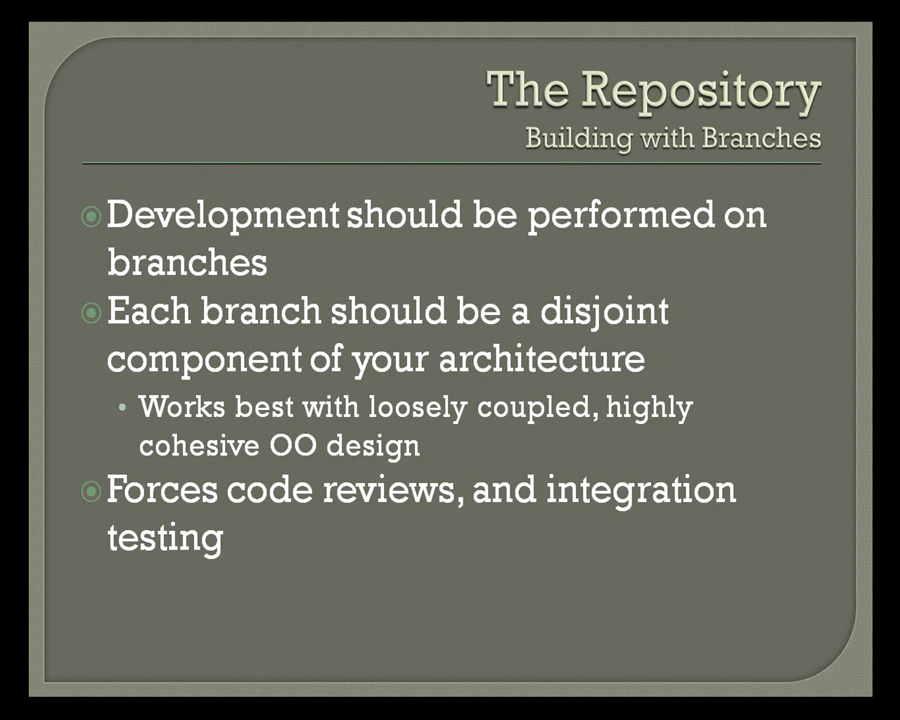 The Repository
Building with Branches
Development should be performed on
branches
Each branch should be a disjoint
component of your architecture
Works best with loosely coupled, highly
cohesive OO design
Forces code reviews, and integration
testing